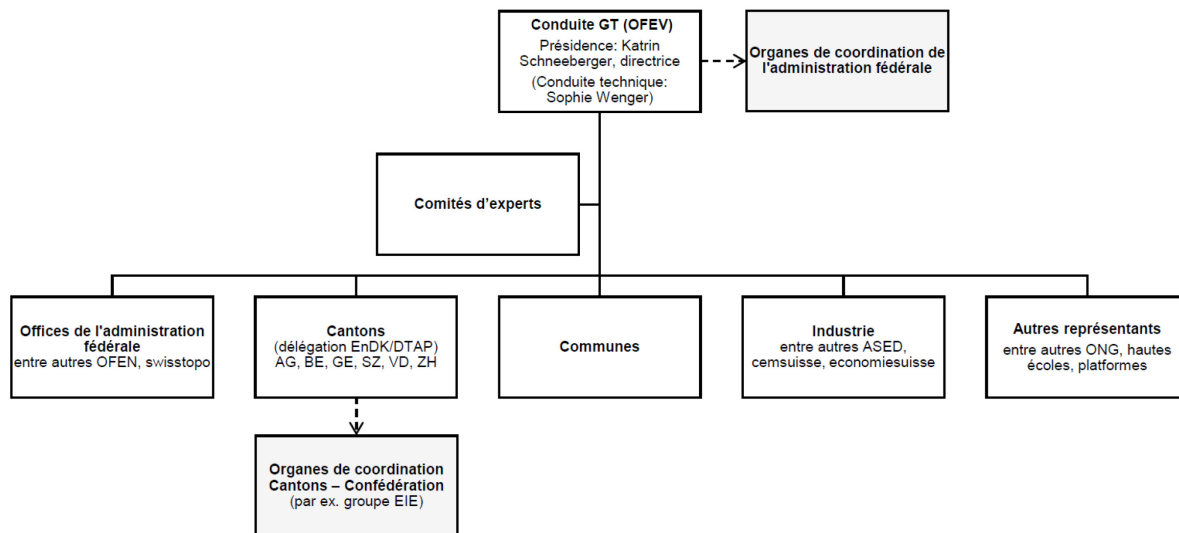 Conduite GT (OFEV)
Présidence: Katrin
Schneeberger, directrice
(Conduite technique:
Sophie Wenger)
Organes de coordination de
l'administration fédérale
Comités d’experts
Offices de l'administration
fédérale
entre autres OFEN, swisstopo
Cantons
(délégation EnDK/DTAP)
AG, BE, GE, SZ, VD, ZH
Communes
Industrie
entre autres ASED,
cemsuisse, economiesuisse
Autres représentants
entre autres ONG, hautes
écoles, platformes
Organes de coordination
Cantons – Confédération
(par ex. groupe EIE)